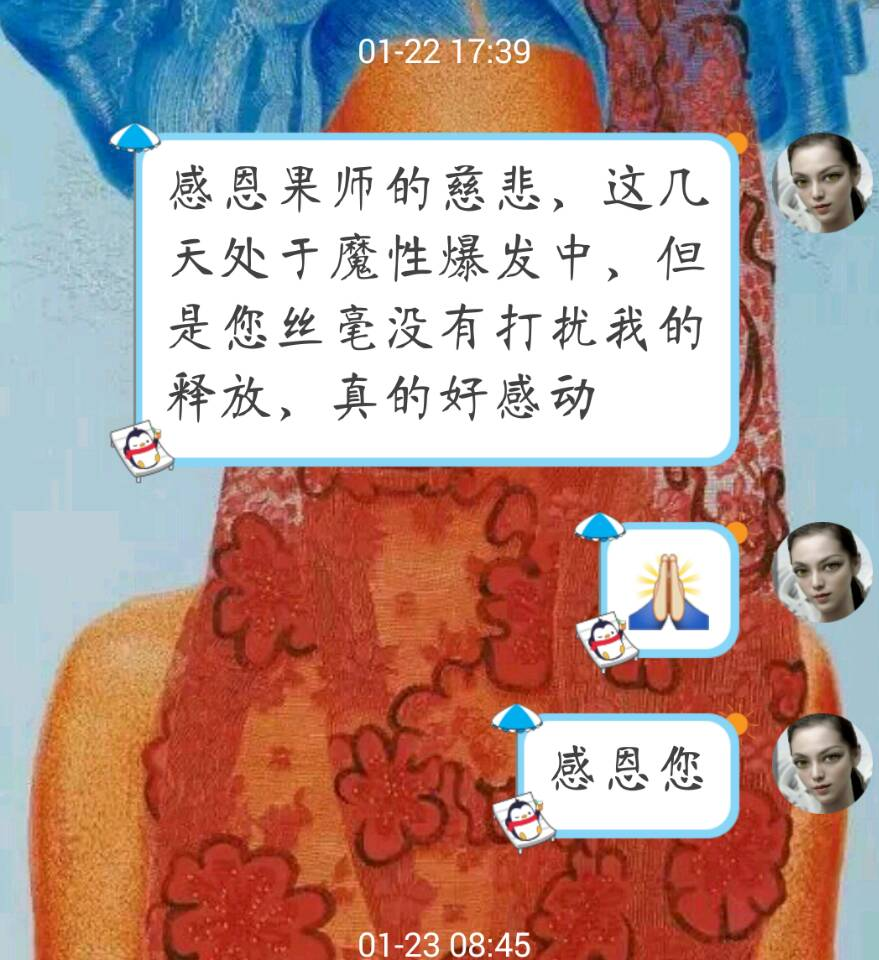 01-22 17:39
感恩果师的慈悲，这几
天处于魔性爆发中，但
是您丝毫没有打扰我的
释放，真的好感动
🙏
感恩您
01-23 08:45